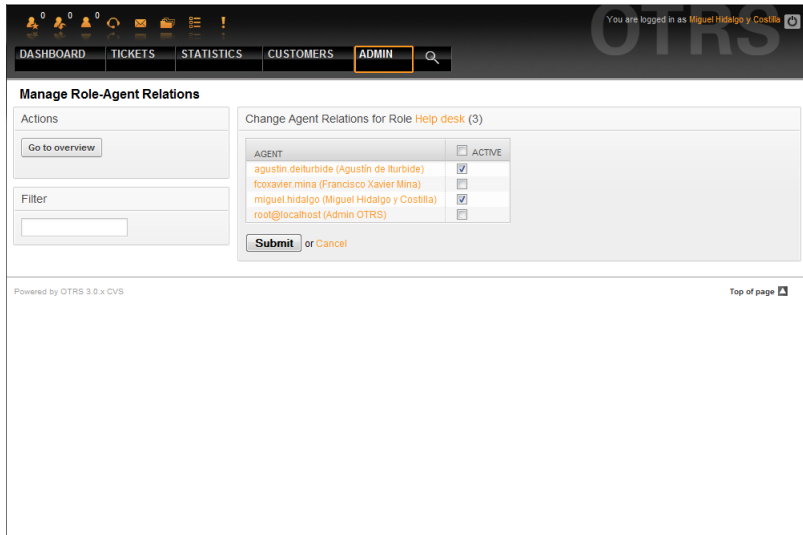 0 0 0
You are logged in as Miguel Hidalgo y Costilla
OTRS
DASHBOARD TICKETS STATISTICS CUSTOMERS ADMIN
Manage Role-Agent Relations
Actions
Go to overview
Filter
Change Agent Relations for Role Help desk (3)
AGENT ACTIVE
agustin.deiturbide (Agustín de Iturbide)
fcoxavier.mina (Francisco Xavier Mina)
miguel.hidalgo (Miguel Hidalgo y Costilla)
root@localhost (Admin OTRS)
Submit or Cancel
Powered by OTRS 3.0.x CVS
Top of page